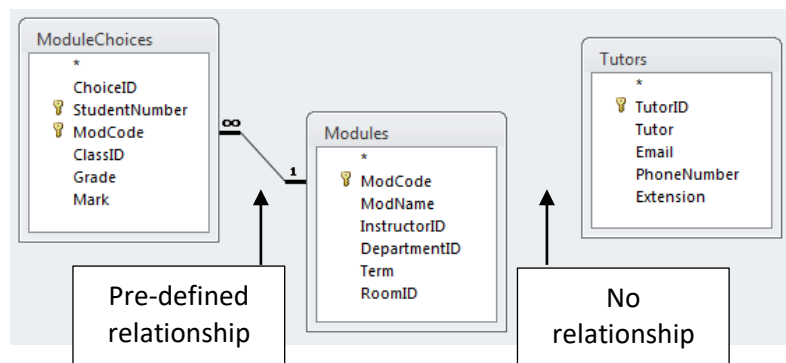 ModuleChoices
*
ChoiceID
StudentNumber
ModCode
ClassID
Grade
Mark
∞
1
Modules
*
ModCode
ModName
InstructorID
DepartmentID
Term
RoomID
Tutors
*
TutorID
Tutor
Email
PhoneNumber
Extension
Pre-defined
relationship
No
relationship